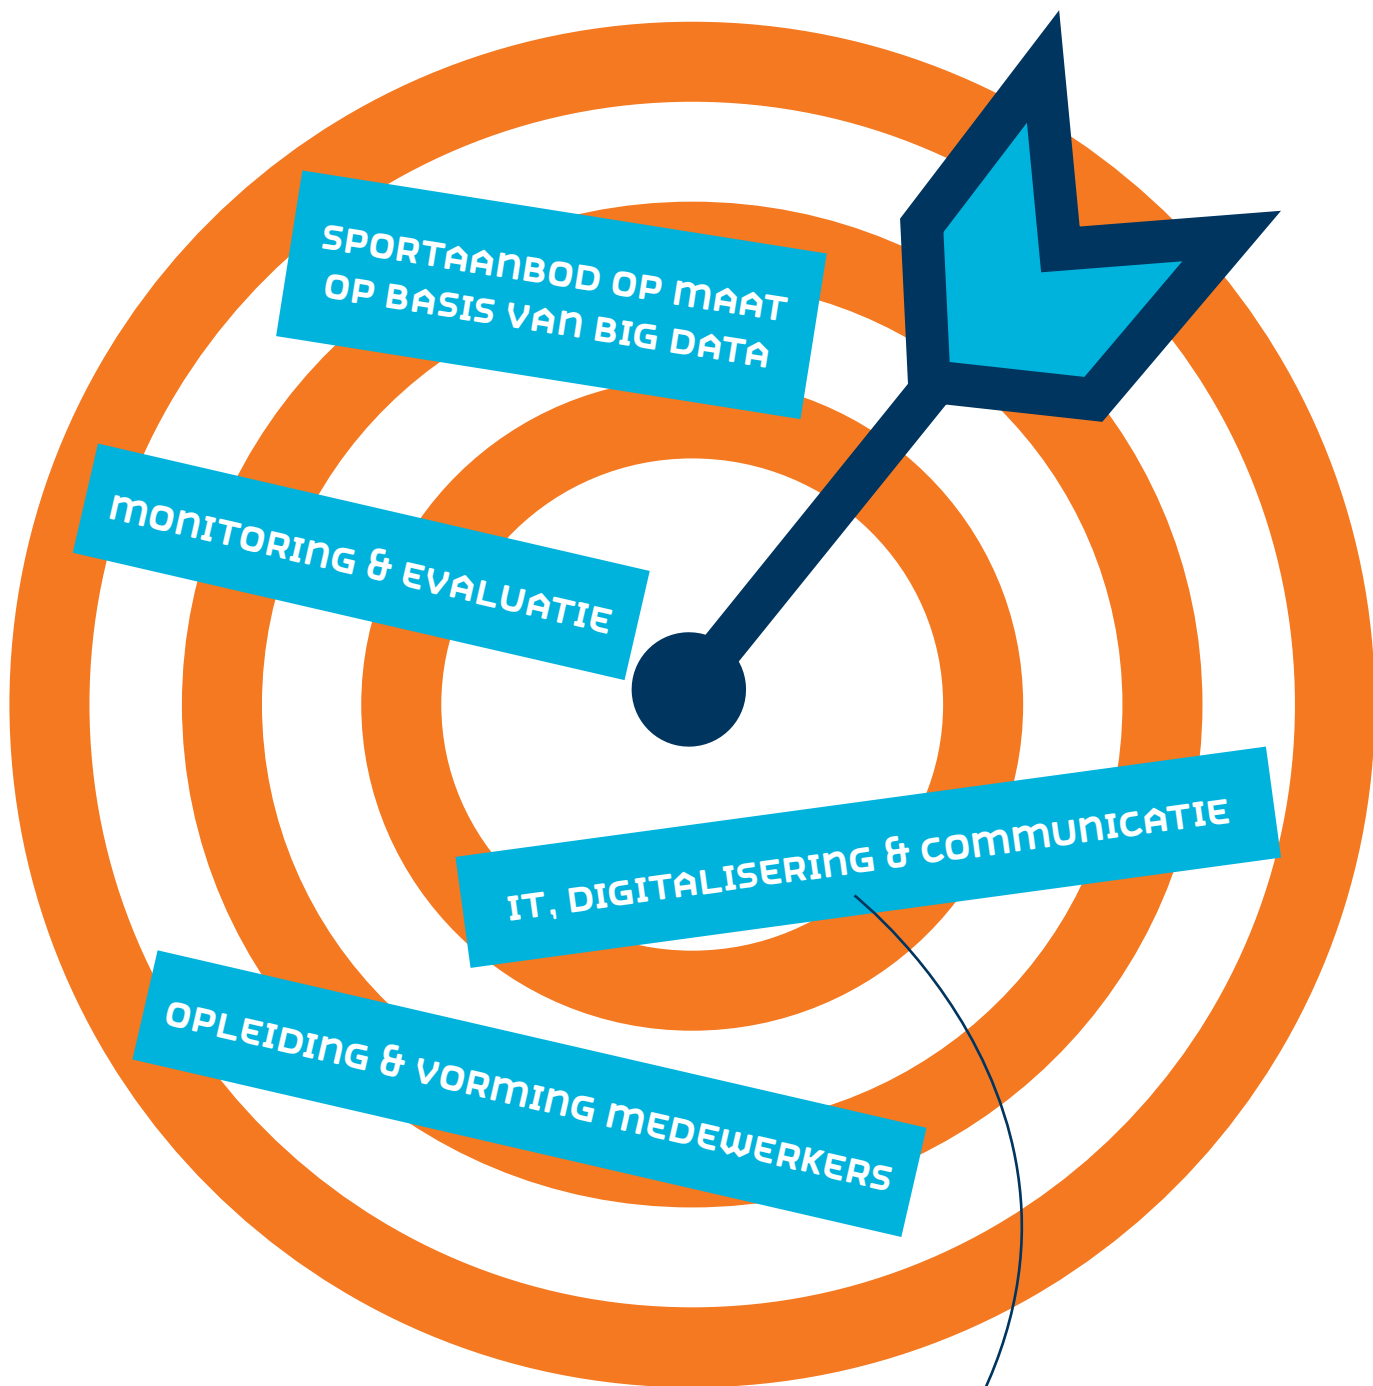 SPORTAANBOD OP MAAT
OP BASIS VAN BIG DATA
MONITORING & EVALUATIE
IT, DIGITALISERING & COMMUNICATIE
OPLEIDING & VORMING MEDEWERKERS